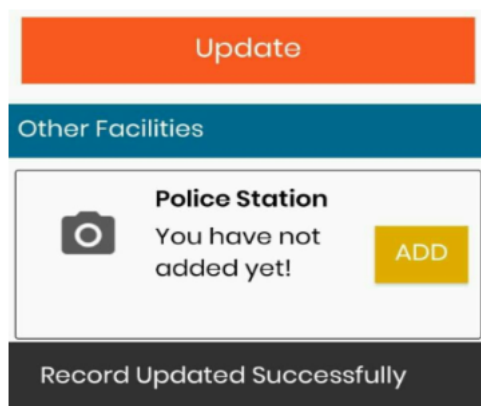 Update
Other Facilities
Police Station
You have not
added yet!
ADD
Record Updated Successfully